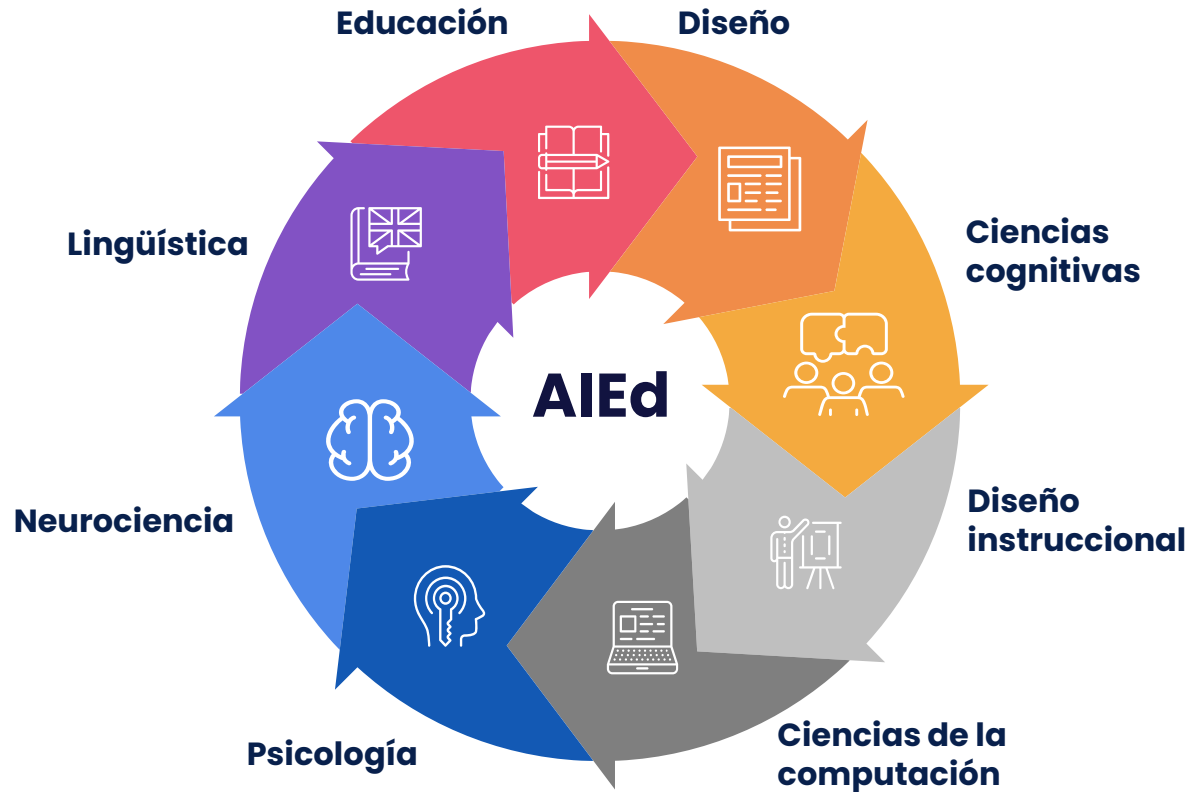 Educación
Diseño
Ciencias
cognitivas
Diseño
instruccional
Ciencias de la
computación
Psicología
Neurociencia
Lingüística
AIEd